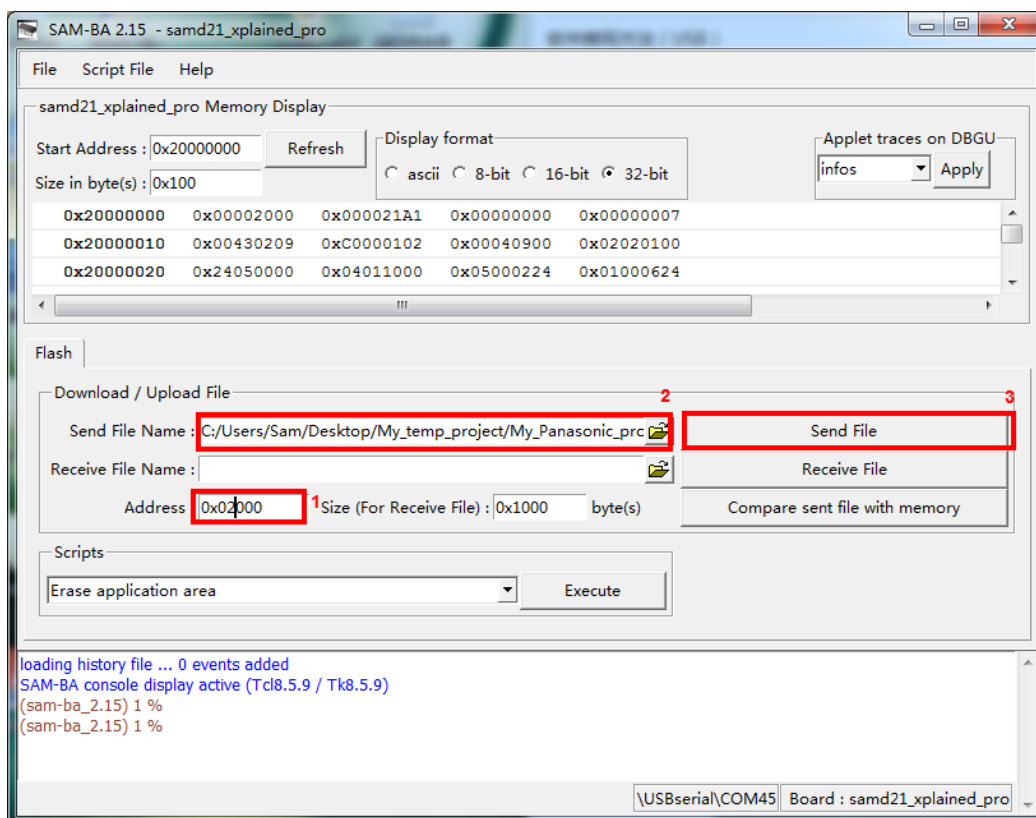 SAM-BA 2.15 - samd21_xplained_pro
File Script File Help
samd21_xplained_pro Memory Display
Start Address : 0x20000000 Refresh
Size in byte(s) : 0x100
Display format
ascii 8-bit 16-bit 32-bit
Applet traces on DBGU
infos Apply
0x20000000 0x00002000 0x000021A1 0x00000000 0x00000007
0x20000010 0x00430209 0xC0000102 0x00040900 0x02020100
0x20000020 0x24050000 0x04011000 0x05000224 0x01000624
Flash
Download / Upload File 2 3
Send File Name : C:/Users/Sam/Desktop/My_temp_project/My_Panasonic_prc Send File
Receive File Name : Receive File
Address 0x02000 1 Size (For Receive File) : 0x1000 byte(s) Compare sent file with memory
Scripts
Erase application area Execute
loading history file ... 0 events added
SAM-BA console display active (Tcl8.5.9 / Tk8.5.9)
(sam-ba_2.15) 1 %
(sam-ba_2.15) 1 %
\USBserial\COM45 Board : samd21_xplained_pro